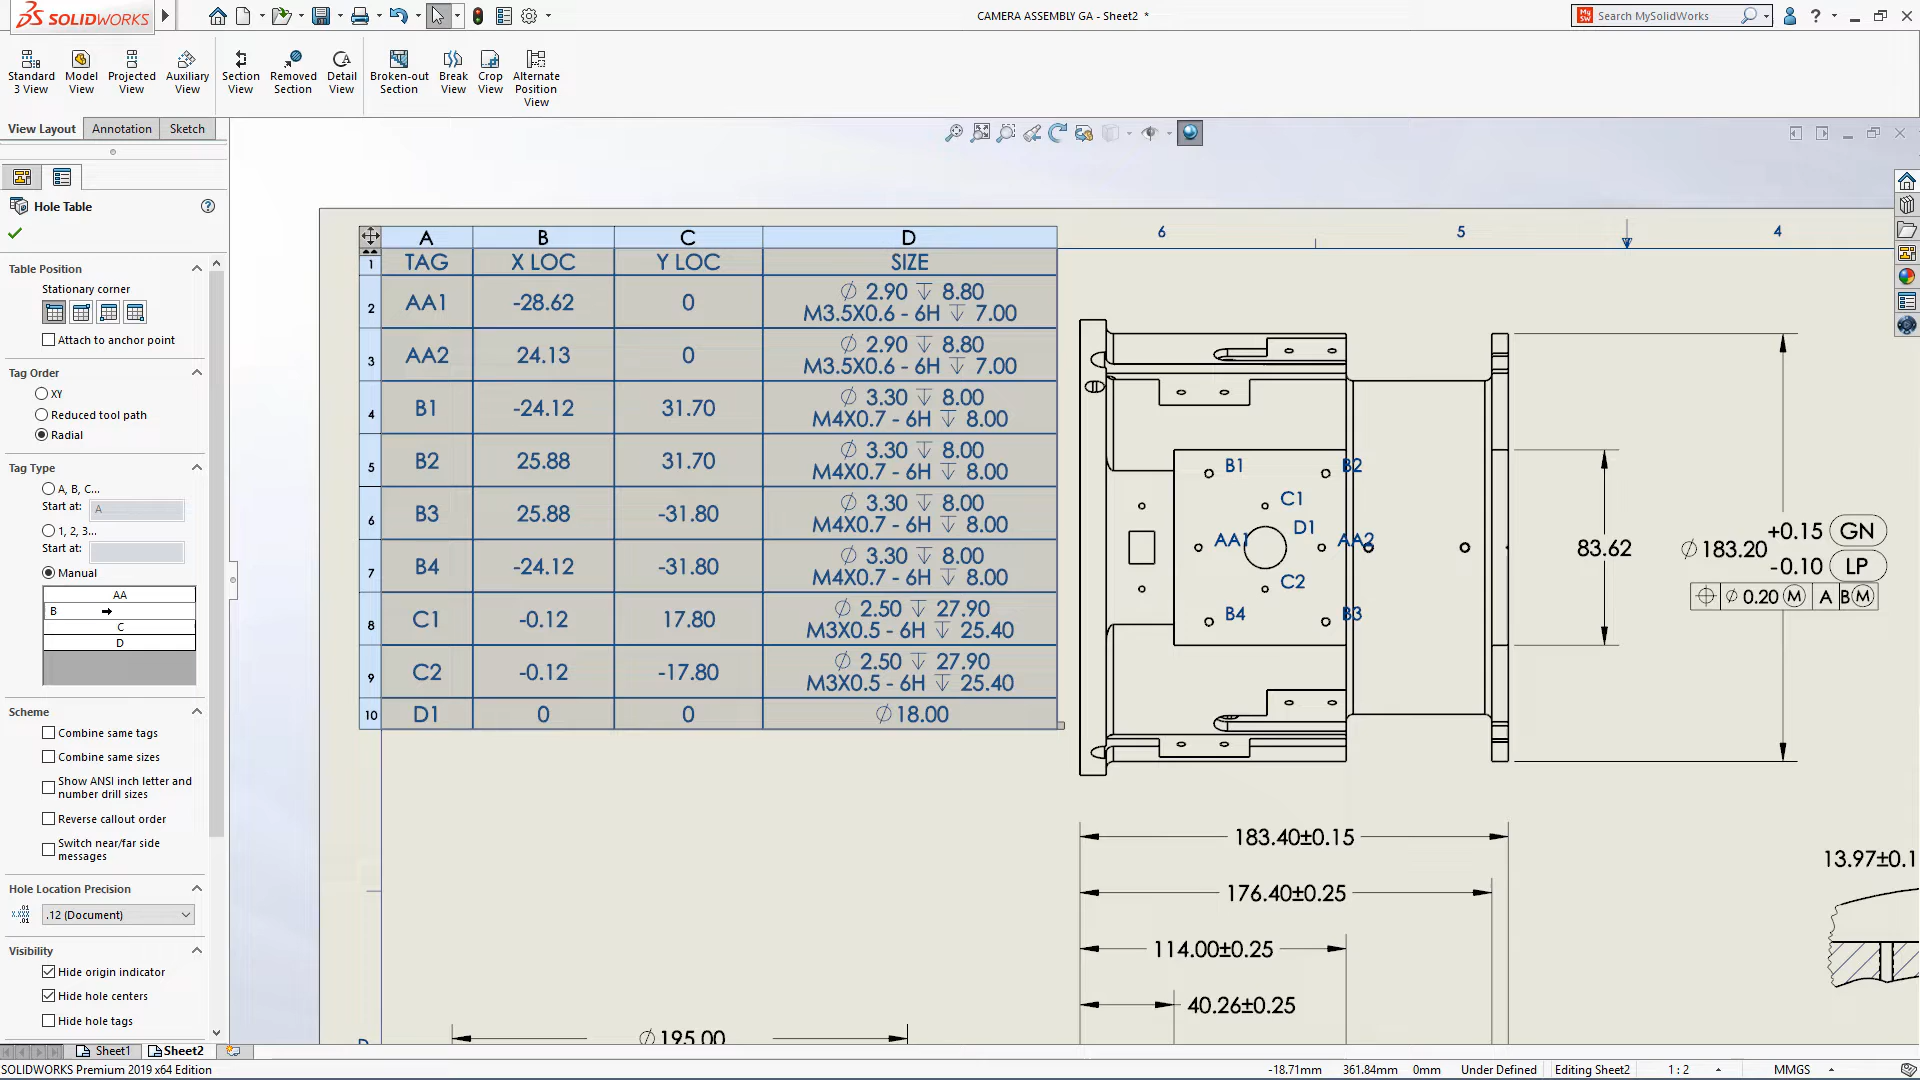 SOLIDWORKS
CAMERA ASSEMBLY GA - Sheet2 *
Search MySolidWorks
Standard 3 View
Model View
Projected View
Auxiliary View
Section View
Removed Section
Detail View
Broken-out Section
Break View
Crop View
Alternate Position View
View Layout
Annotation
Sketch
Hole Table
Table Position
Stationary corner
Attach to anchor point
Tag Order
XY
Reduced tool path
Radial
Tag Type
A, B, C...
Start at: A
1, 2, 3...
Start at:
Manual
AA
B
C
D
Scheme
Combine same tags
Combine same sizes
Show ANSI inch letter and
number drill sizes
Reverse callout order
Switch near/far side
messages
Hole Location Precision
.12 (Document)
Visibility
Hide origin indicator
Hide hole centers
Hide hole tags
A B C D
1 TAG X LOC Y LOC SIZE
2 AA1 -28.62 0 ∅ 2.90 ↧ 8.80
M3.5X0.6 - 6H ↧ 7.00
3 AA2 24.13 0 ∅ 2.90 ↧ 8.80
M3.5X0.6 - 6H ↧ 7.00
4 B1 -24.12 31.70 ∅ 3.30 ↧ 8.00
M4X0.7 - 6H ↧ 8.00
5 B2 25.88 31.70 ∅ 3.30 ↧ 8.00
M4X0.7 - 6H ↧ 8.00
6 B3 25.88 -31.80 ∅ 3.30 ↧ 8.00
M4X0.7 - 6H ↧ 8.00
7 B4 -24.12 -31.80 ∅ 3.30 ↧ 8.00
M4X0.7 - 6H ↧ 8.00
8 C1 -0.12 17.80 ∅ 2.50 ↧ 27.90
M3X0.5 - 6H ↧ 25.40
9 C2 -0.12 -17.80 ∅ 2.50 ↧ 27.90
M3X0.5 - 6H ↧ 25.40
10 D1 0 0 ∅18.00
6 5 4
B1 B2
C1
D1
AA1 AA2
C2
B4 B3
83.62
∅183.20 +0.15 GN
-0.10 LP
⌖ ∅ 0.20 Ⓜ A BⓂ
183.40±0.15
176.40±0.25
114.00±0.25
40.26±0.25
13.97±0.1
∅195.00
D
Sheet1
Sheet2
SOLIDWORKS Premium 2019 x64 Edition
-18.71mm 361.84mm 0mm Under Defined Editing Sheet2 1 : 2 MMGS